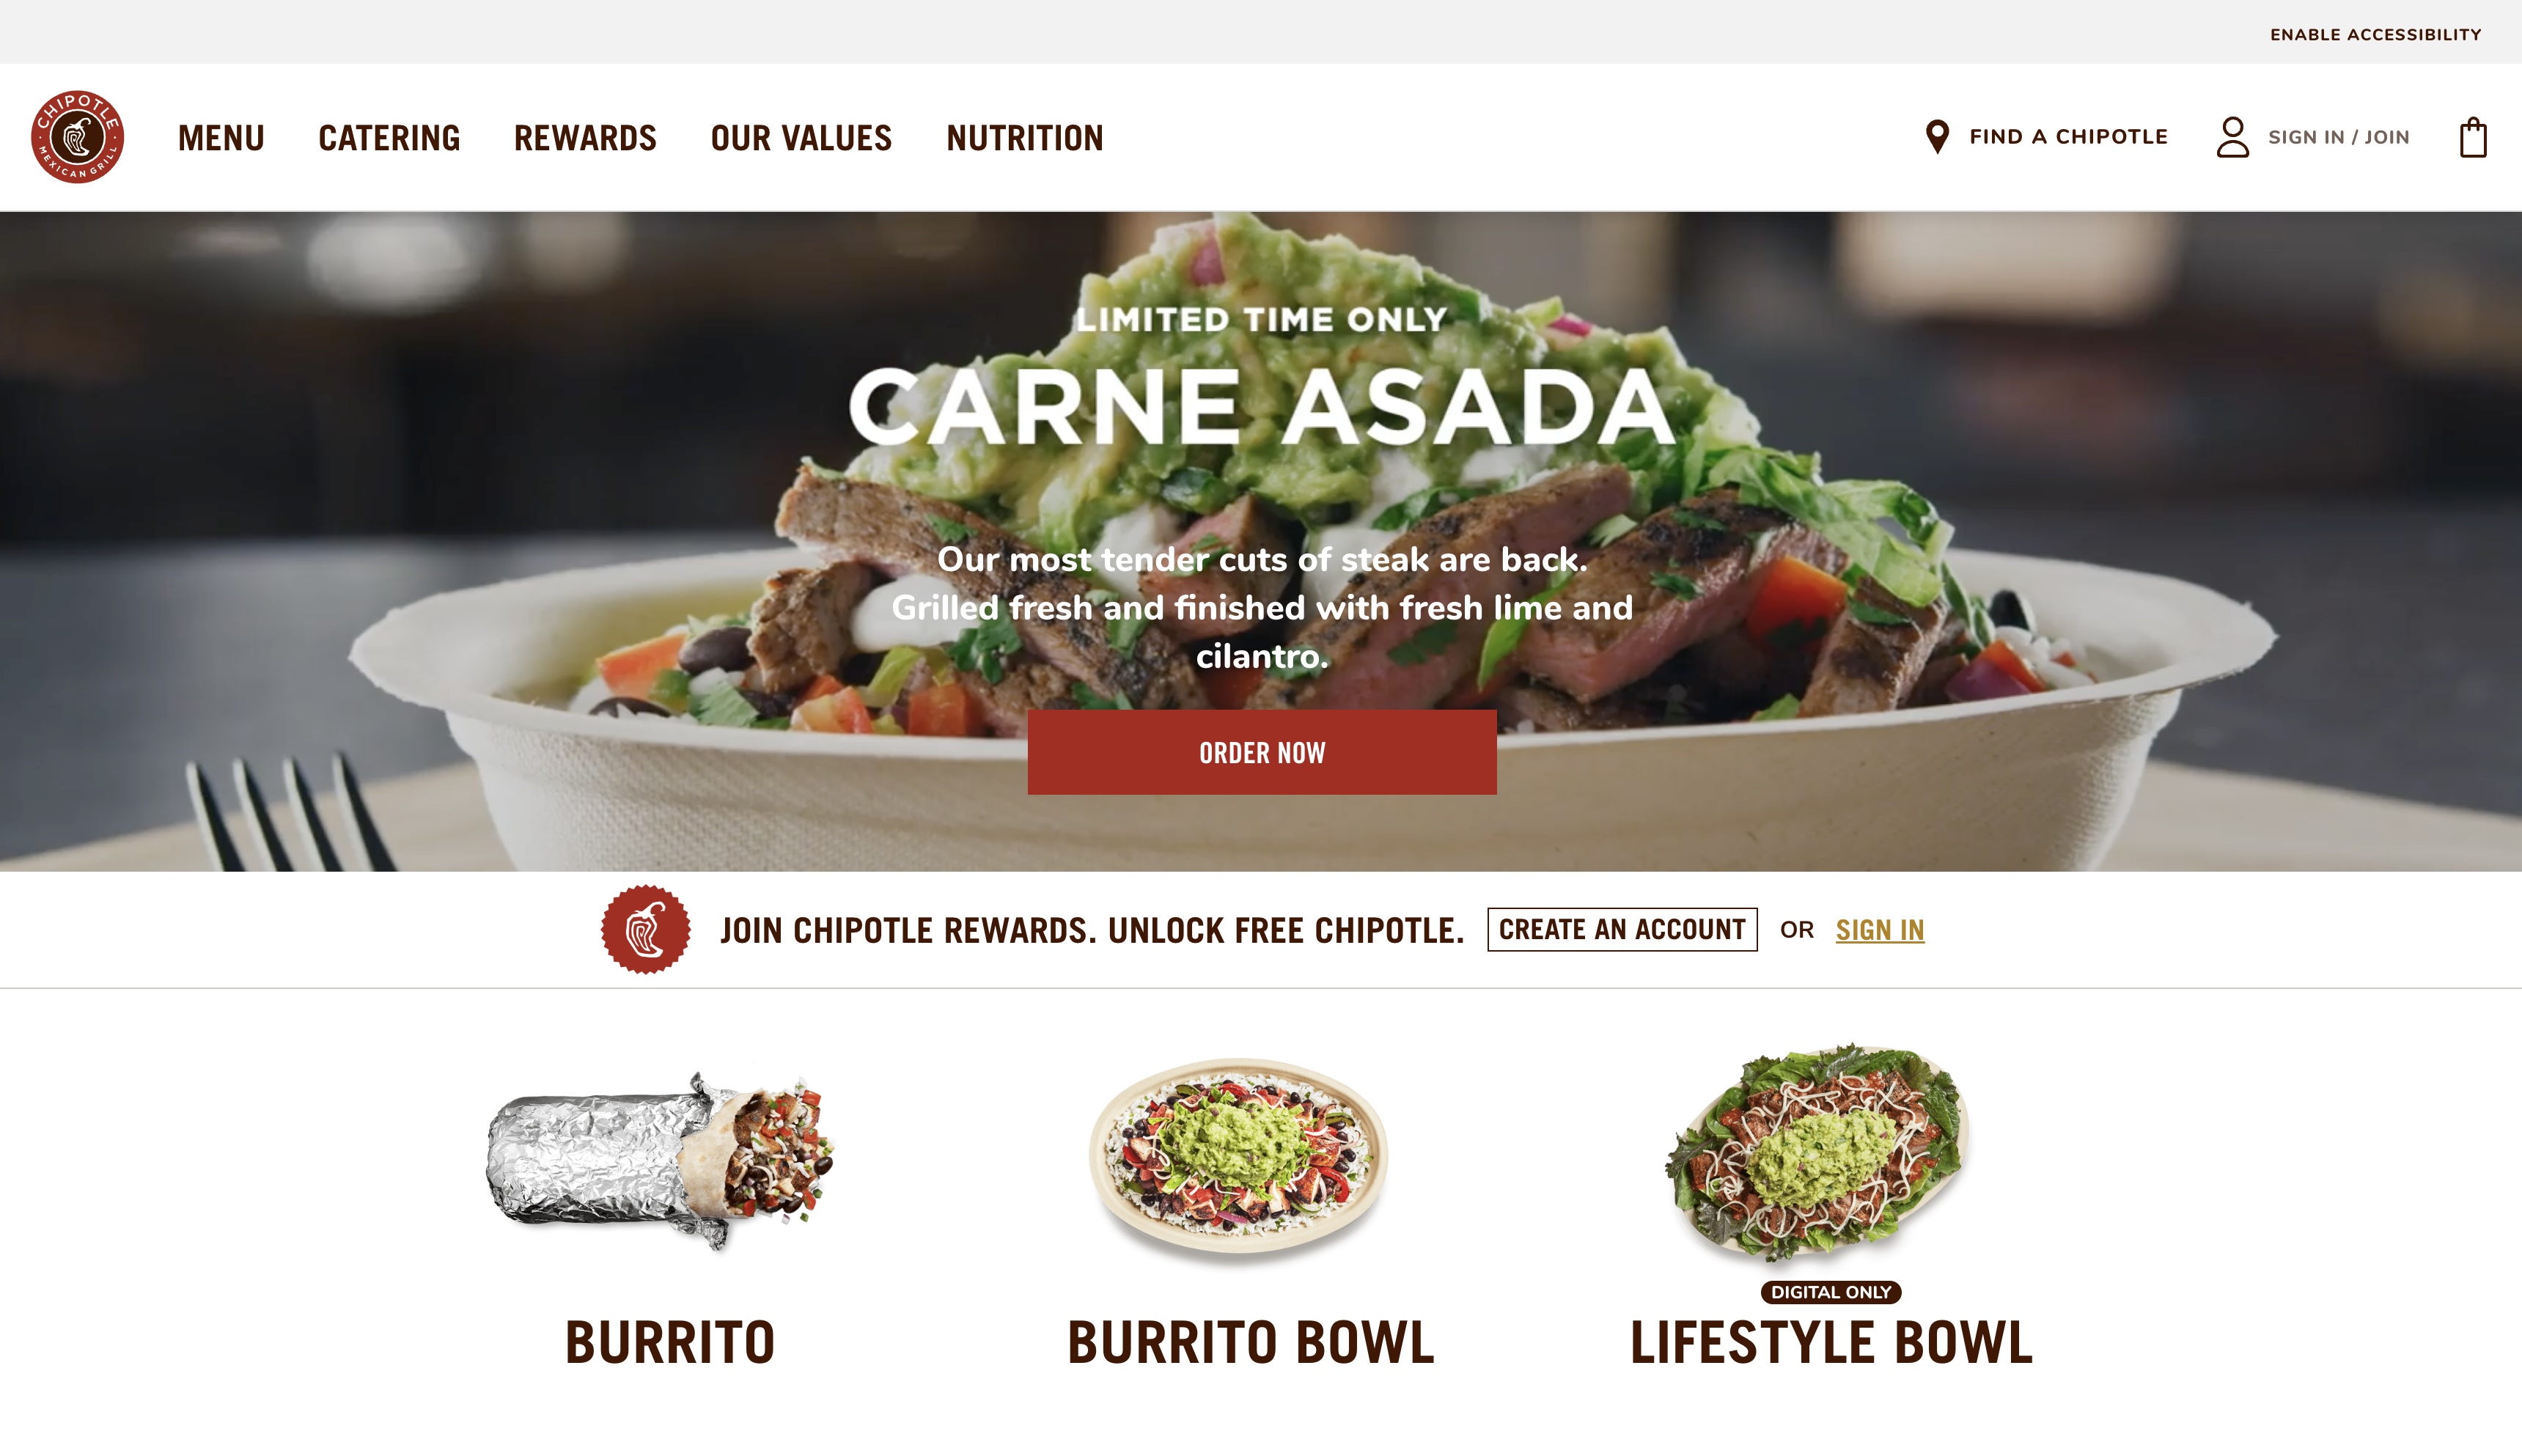 ENABLE ACCESSIBILITY
CHIPOTLE
MEXICAN GRILL
MENU
CATERING
REWARDS
OUR VALUES
NUTRITION
FIND A CHIPOTLE
SIGN IN / JOIN
LIMITED TIME ONLY
CARNE ASADA
Our most tender cuts of steak are back.
Grilled fresh and finished with fresh lime and
cilantro.
ORDER NOW
JOIN CHIPOTLE REWARDS. UNLOCK FREE CHIPOTLE.
CREATE AN ACCOUNT
OR
SIGN IN
BURRITO
BURRITO BOWL
DIGITAL ONLY
LIFESTYLE BOWL